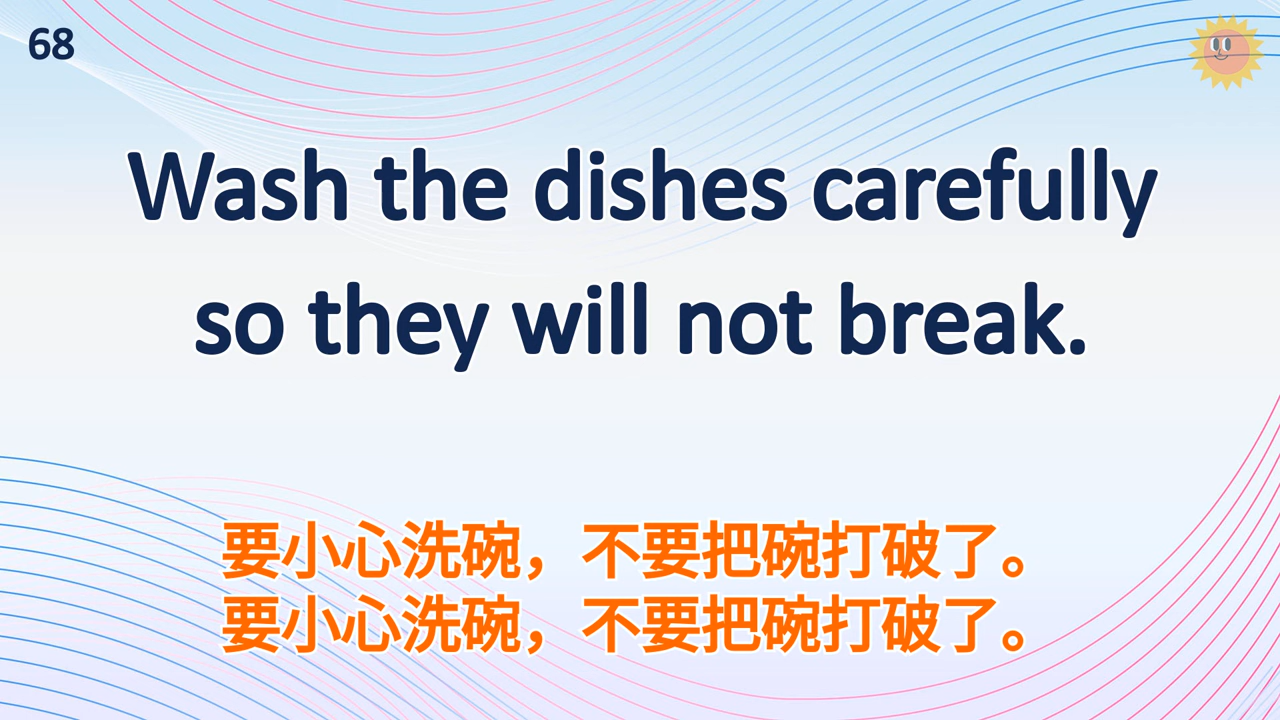 68
Wash the dishes carefully
so they will not break.
要小心洗碗，不要把碗打破了。
要小心洗碗，不要把碗打破了。